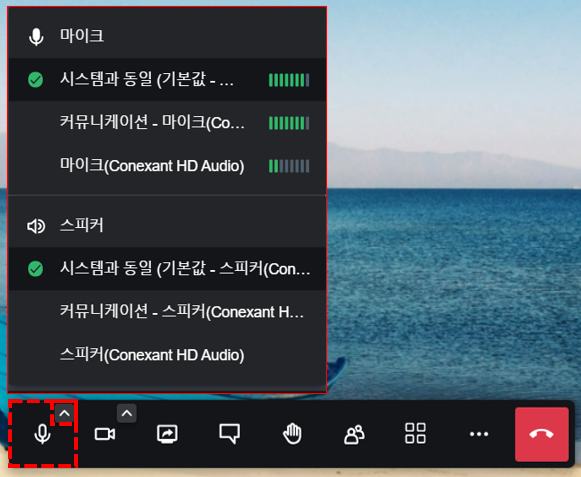 마이크
시스템과 동일 (기본값 - ...
커뮤니케이션 - 마이크(Co...
마이크(Conexant HD Audio)
스피커
시스템과 동일 (기본값 - 스피커(Con...
커뮤니케이션 - 스피커(Conexant H...
스피커(Conexant HD Audio)